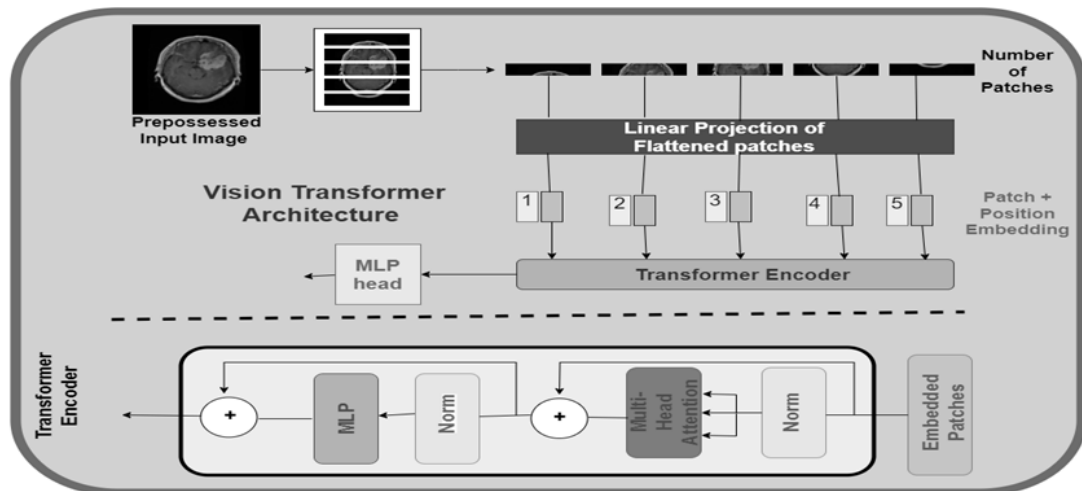 Prepossessed
Input Image
Number
of
Patches
Linear Projection of
Flattened patches
Vision Transformer
Architecture
1
2
3
4
5
Patch +
Position
Embedding
MLP
head
Transformer Encoder
Transformer
Encoder
+
MLP
Norm
+
Multi-
Head
Attention
Norm
Embedded
Patches